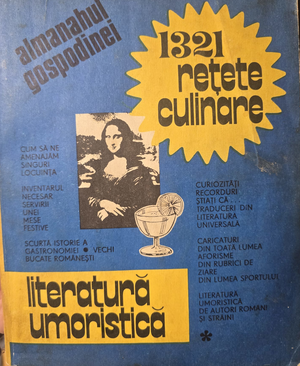 almanahul
gospodinei
1321
rețete
culinare
CUM SĂ NE
AMENAJĂM
SINGURI
LOCUINȚA
INVENTARUL
NECESAR
SERVIRII
UNEI
MESE
FESTIVE
SCURTĂ ISTORIE A
GASTRONOMIEI • VECHI
BUCATE ROMÂNEȘTI
CURIOZITĂȚI
RECORDURI
ȘTIAȚI CĂ...
TRADUCERI DIN
LITERATURA
UNIVERSALĂ
CARICATURI
DIN TOATĂ LUMEA
AFORISME
DIN RUBRICI DE
ZIARE
DIN LUMEA SPORTULUI
LITERATURĂ
UMORISTICĂ
DE AUTORI ROMÂNI
ȘI STRĂINI
*
literatură
umoristică